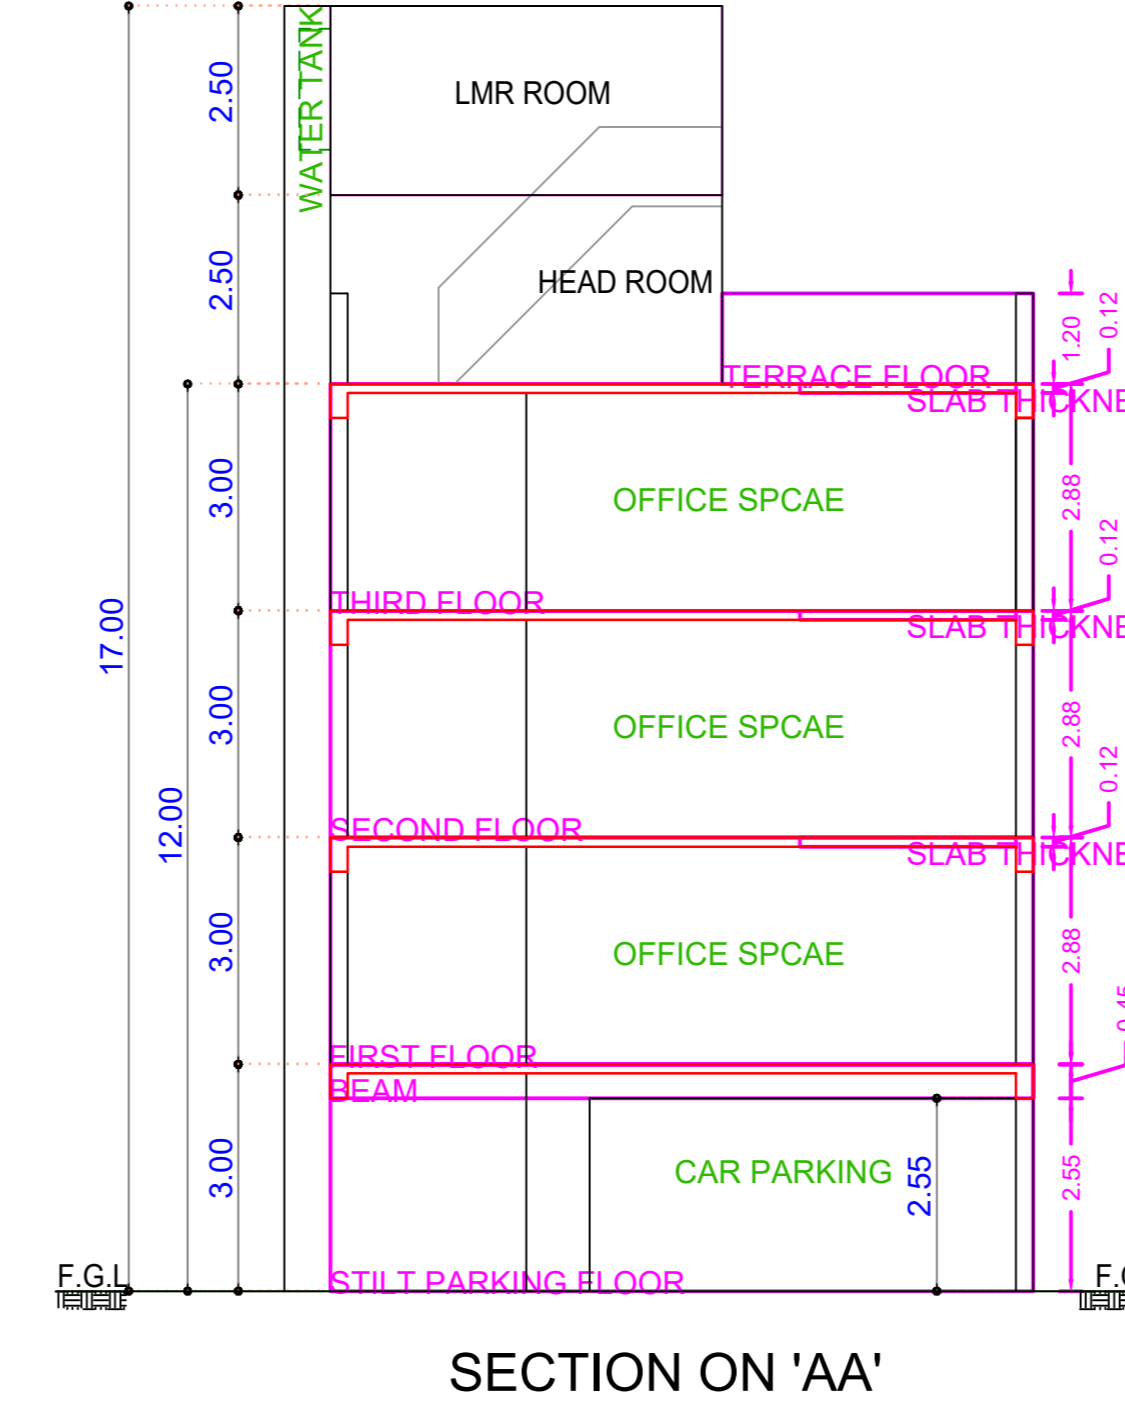 WATER TANK
2.50
LMR ROOM
2.50
HEAD ROOM
1.20
0.12
TERRACE FLOOR
SLAB THICKNE
3.00
OFFICE SPCAE
2.88
0.12
THIRD FLOOR
SLAB THICKNE
17.00
3.00
OFFICE SPCAE
2.88
0.12
12.00
SECOND FLOOR
SLAB THICKNE
3.00
OFFICE SPCAE
2.88
0.45
FIRST FLOOR
BEAM
3.00
CAR PARKING
2.55
2.55
F.G.L
STILT PARKING FLOOR
F.G
SECTION ON 'AA'